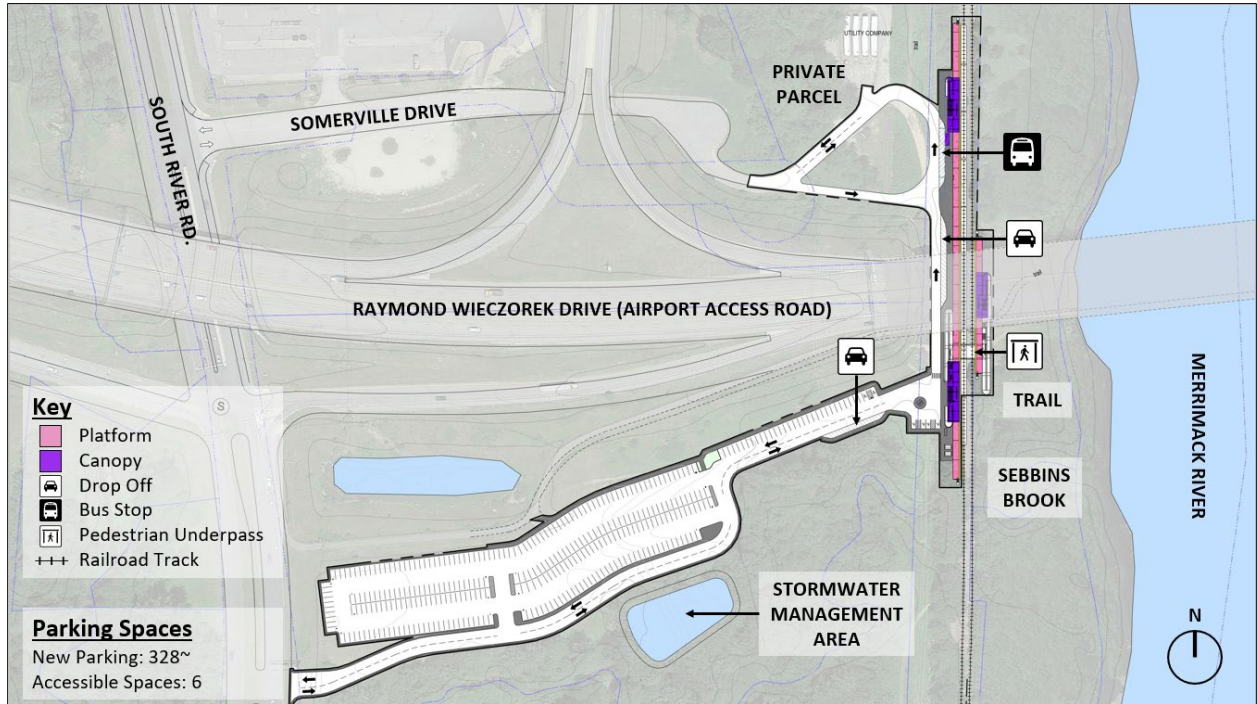 UTILITY COMPANY
PRIVATE
PARCEL
SOUTH RIVER RD.
SOMERVILLE DRIVE
RAYMOND WIECZOREK DRIVE (AIRPORT ACCESS ROAD)
MERRIMACK RIVER
TRAIL
SEBBINS
BROOK
STORMWATER
MANAGEMENT
AREA
N
S
Key
Platform
Canopy
Drop Off
Bus Stop
Pedestrian Underpass
Railroad Track
Parking Spaces
New Parking: 328~
Accessible Spaces: 6